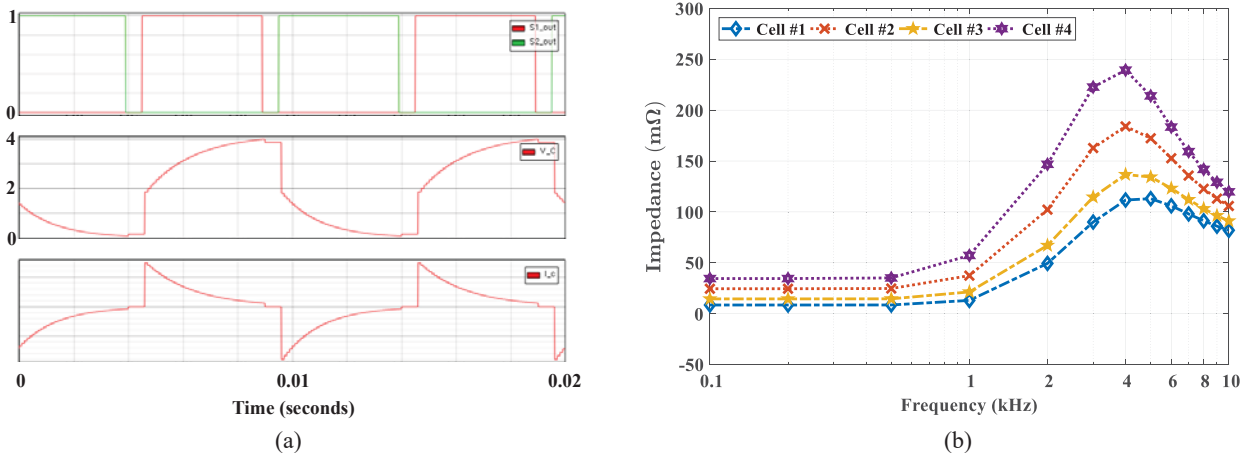 1
S1_out
S2_out
0
4
V_C
2
0
I_c
0 0.01 0.02
Time (seconds)
(a)
300
Cell #1 Cell #2 Cell #3 Cell #4
250
200
150
100
50
0
-50
0.1 1 2 4 6 8 10
Impedance (mΩ)
Frequency (kHz)
(b)